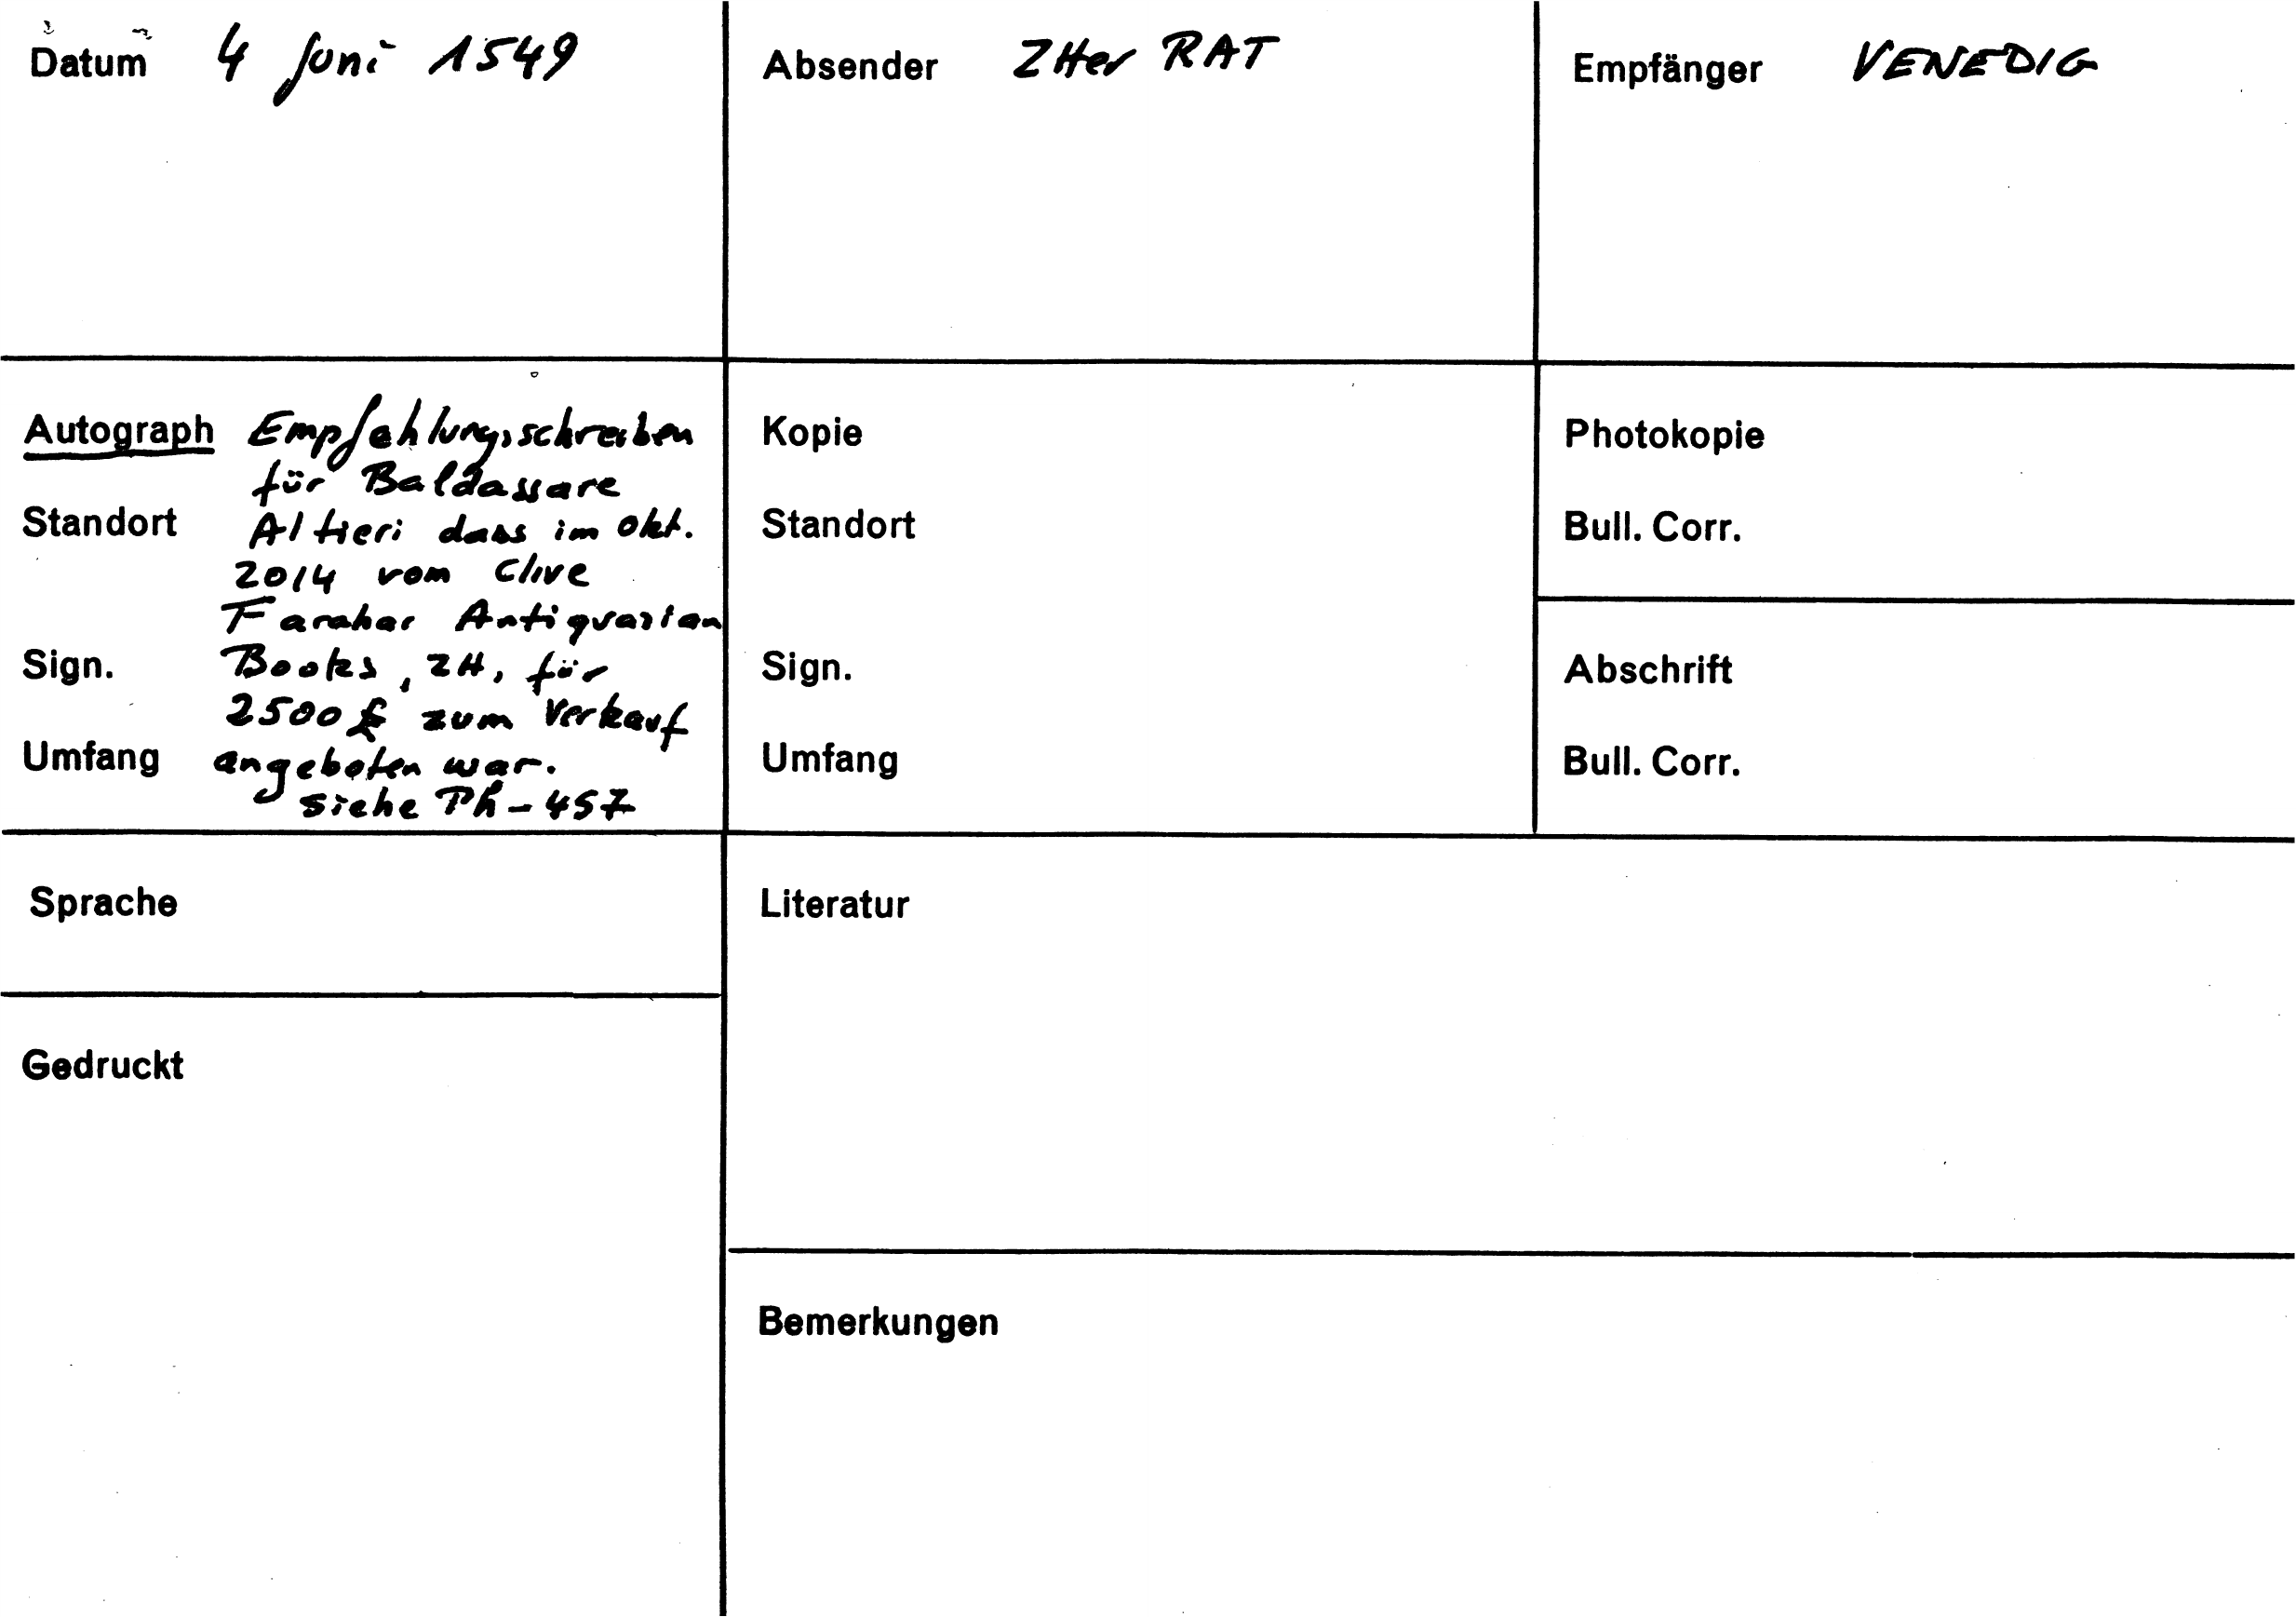 Datum 4 Juni 1549
Absender ZHer RAT
Empfänger VENEDIG
Autograph Empfehlungsschreiben
für Baldassare
Standort Altieri dass im Okt.
2014 vom Clive
Farahar Antiquarian
Sign. Books, ZH, für
2500 £ zum Verkauf
Umfang angeboten war.
siehe Ph-457
Kopie
Standort
Sign.
Umfang
Photokopie
Bull. Corr.
Abschrift
Bull. Corr.
Sprache
Literatur
Gedruckt
Bemerkungen